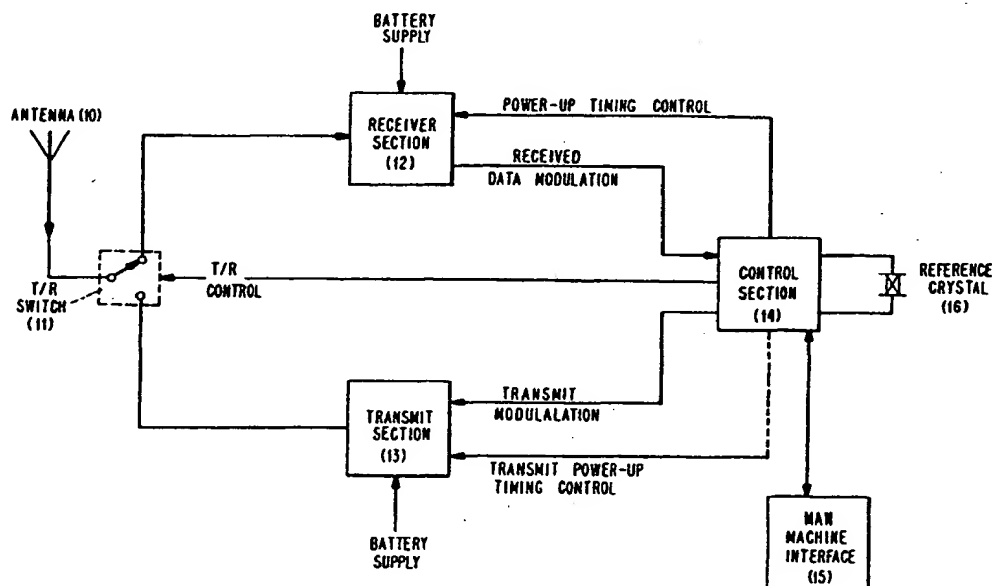 BATTERY
SUPPLY
ANTENNA (10)
RECEIVER
SECTION
(12)
POWER-UP TIMING CONTROL
RECEIVED
DATA MODULATION
T/R
SWITCH
(11)
T/R
CONTROL
CONTROL
SECTION
(14)
REFERENCE
CRYSTAL
(16)
TRANSMIT
SECTION
(13)
TRANSMIT
MODULALATION
TRANSMIT POWER-UP
TIMING CONTROL
BATTERY
SUPPLY
MAN
MACHINE
INTERFACE
(15)